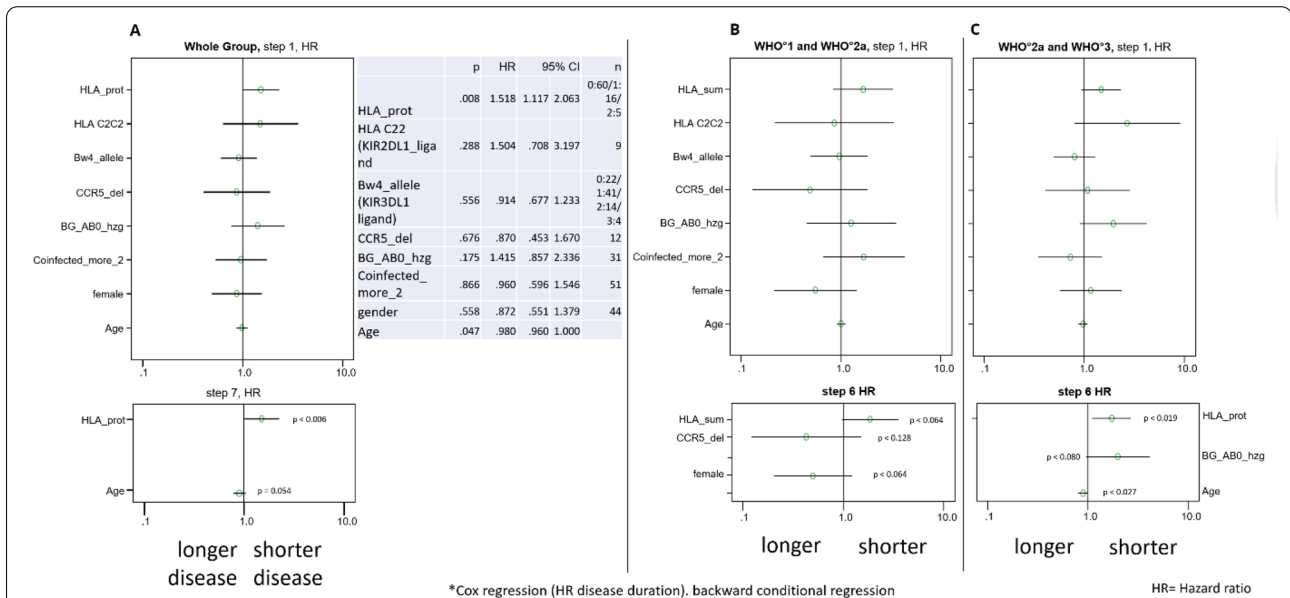 A
Whole Group, step 1, HR
HLA_prot
HLA C2C2
Bw4_allele
CCR5_del
BG_AB0_hzg
Coinfected_more_2
female
Age
.1 1.0 10.0
p HR 95% CI n
HLA_prot .008 1.518 1.117 2.063 0:60/1:
16/
2:5
HLA C22
(KIR2DL1_liga
nd .288 1.504 .708 3.197 9
Bw4_allele
(KIR3DL1
ligand) .556 .914 .677 1.233 0:22/
1:41/
2:14/
3:4
CCR5_del .676 .870 .453 1.670 12
BG_AB0_hzg .175 1.415 .857 2.336 31
Coinfected_
more_2 .866 .960 .596 1.546 51
gender .558 .872 .551 1.379 44
Age .047 .980 .960 1.000
step 7, HR
HLA_prot p < 0.006
Age p = 0.054
.1 1.0 10.0
longer shorter
disease disease
B
WHO°1 and WHO°2a, step 1, HR
HLA_sum
HLA C2C2
Bw4_allele
CCR5_del
BG_AB0_hzg
Coinfected_more_2
female
Age
.1 1.0 10.0
step 6 HR
HLA_sum p < 0.064
CCR5_del p < 0.128
female p < 0.064
.1 1.0 10.0
longer shorter
C
WHO°2a and WHO°3, step 1, HR
.1 1.0 10.0
step 6 HR
p < 0.019 HLA_prot
p < 0.080 BG_AB0_hzg
p < 0.027 Age
.1 1.0 10.0
longer shorter
*Cox regression (HR disease duration). backward conditional regression
HR= Hazard ratio